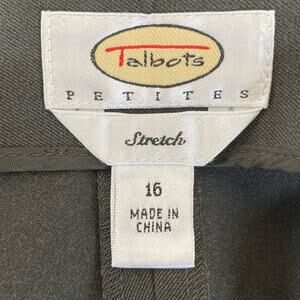 Talbots
PETITES
Stretch
16
MADE IN
CHINA